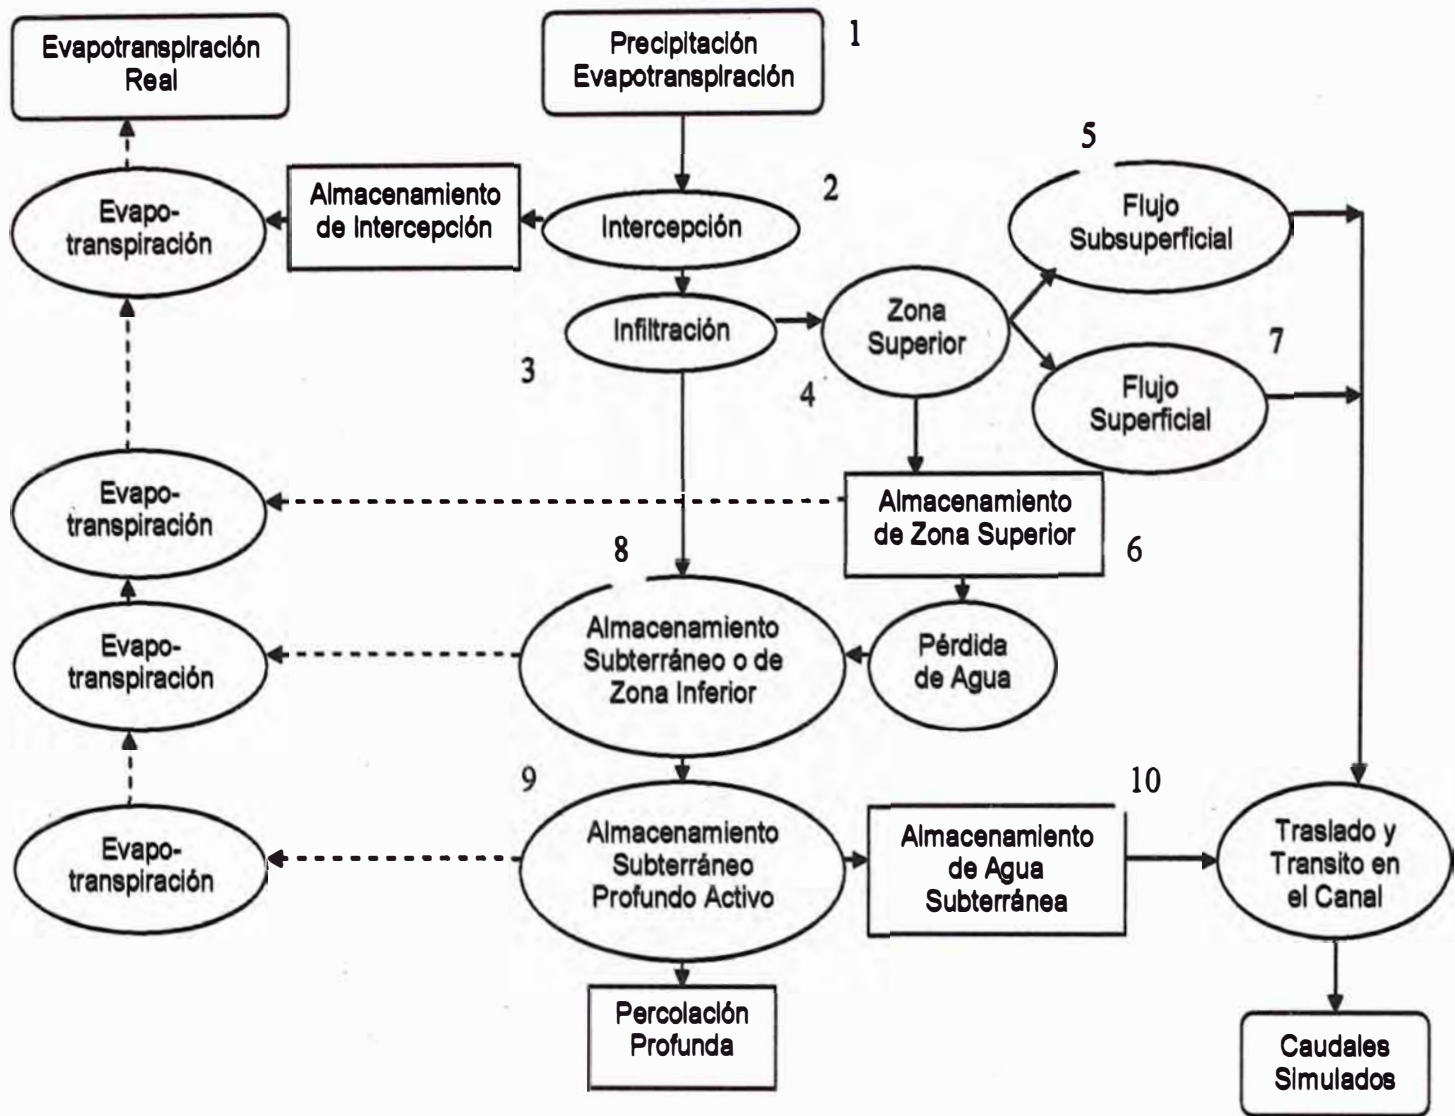 Evapotranspiración
Real
Precipitación
Evapotranspiración
1
5
Evapo-
transpiración
Almacenamiento
de Intercepción
2
Intercepción
Flujo
Subsuperficial
Infiltración
3
Zona
Superior
4
7
Flujo
Superficial
Evapo-
transpiración
Almacenamiento
de Zona Superior
6
8
Evapo-
transpiración
Almacenamiento
Subterráneo o de
Zona Inferior
Pérdida
de Agua
9
10
Evapo-
transpiración
Almacenamiento
Subterráneo
Profundo Activo
Almacenamiento
de Agua
Subterránea
Traslado y
Transito en
el Canal
Percolación
Profunda
Caudales
Simulados